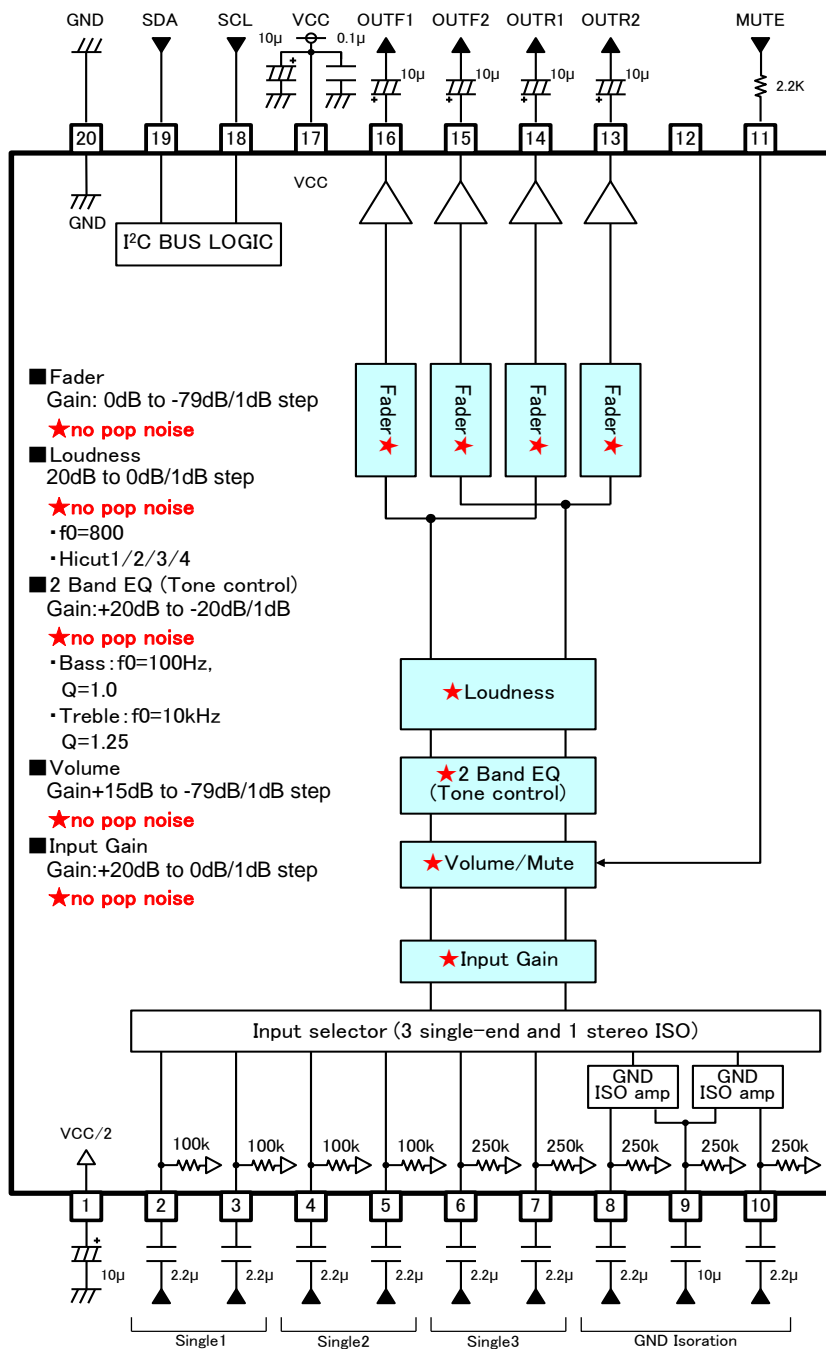 GND SDA SCL VCC OUTF1 OUTF2 OUTR1 OUTR2 MUTE
10μ 0.1μ 10μ 10μ 10μ 10μ 2.2K
+ + + + +
20 19 18 17 16 15 14 13 12 11
VCC
GND
I²C BUS LOGIC
■Fader
Gain: 0dB to -79dB/1dB step
★no pop noise
■Loudness
20dB to 0dB/1dB step
★no pop noise
・f0=800
・Hicut1/2/3/4
■2 Band EQ (Tone control)
Gain:+20dB to -20dB/1dB
★no pop noise
・Bass:f0=100Hz,
Q=1.0
・Treble:f0=10kHz
Q=1.25
■Volume
Gain+15dB to -79dB/1dB step
★no pop noise
■Input Gain
Gain:+20dB to 0dB/1dB step
★no pop noise
Fader★ Fader★ Fader★ Fader★
★Loudness
★2 Band EQ
(Tone control)
★Volume/Mute
★Input Gain
Input selector (3 single-end and 1 stereo ISO)
GND
ISO amp
GND
ISO amp
VCC/2
100k 100k 100k 100k 250k 250k 250k 250k 250k
1 2 3 4 5 6 7 8 9 10
+
10μ 2.2μ 2.2μ 2.2μ 2.2μ 2.2μ 2.2μ 2.2μ 10μ 2.2μ
Single1 Single2 Single3 GND Isoration